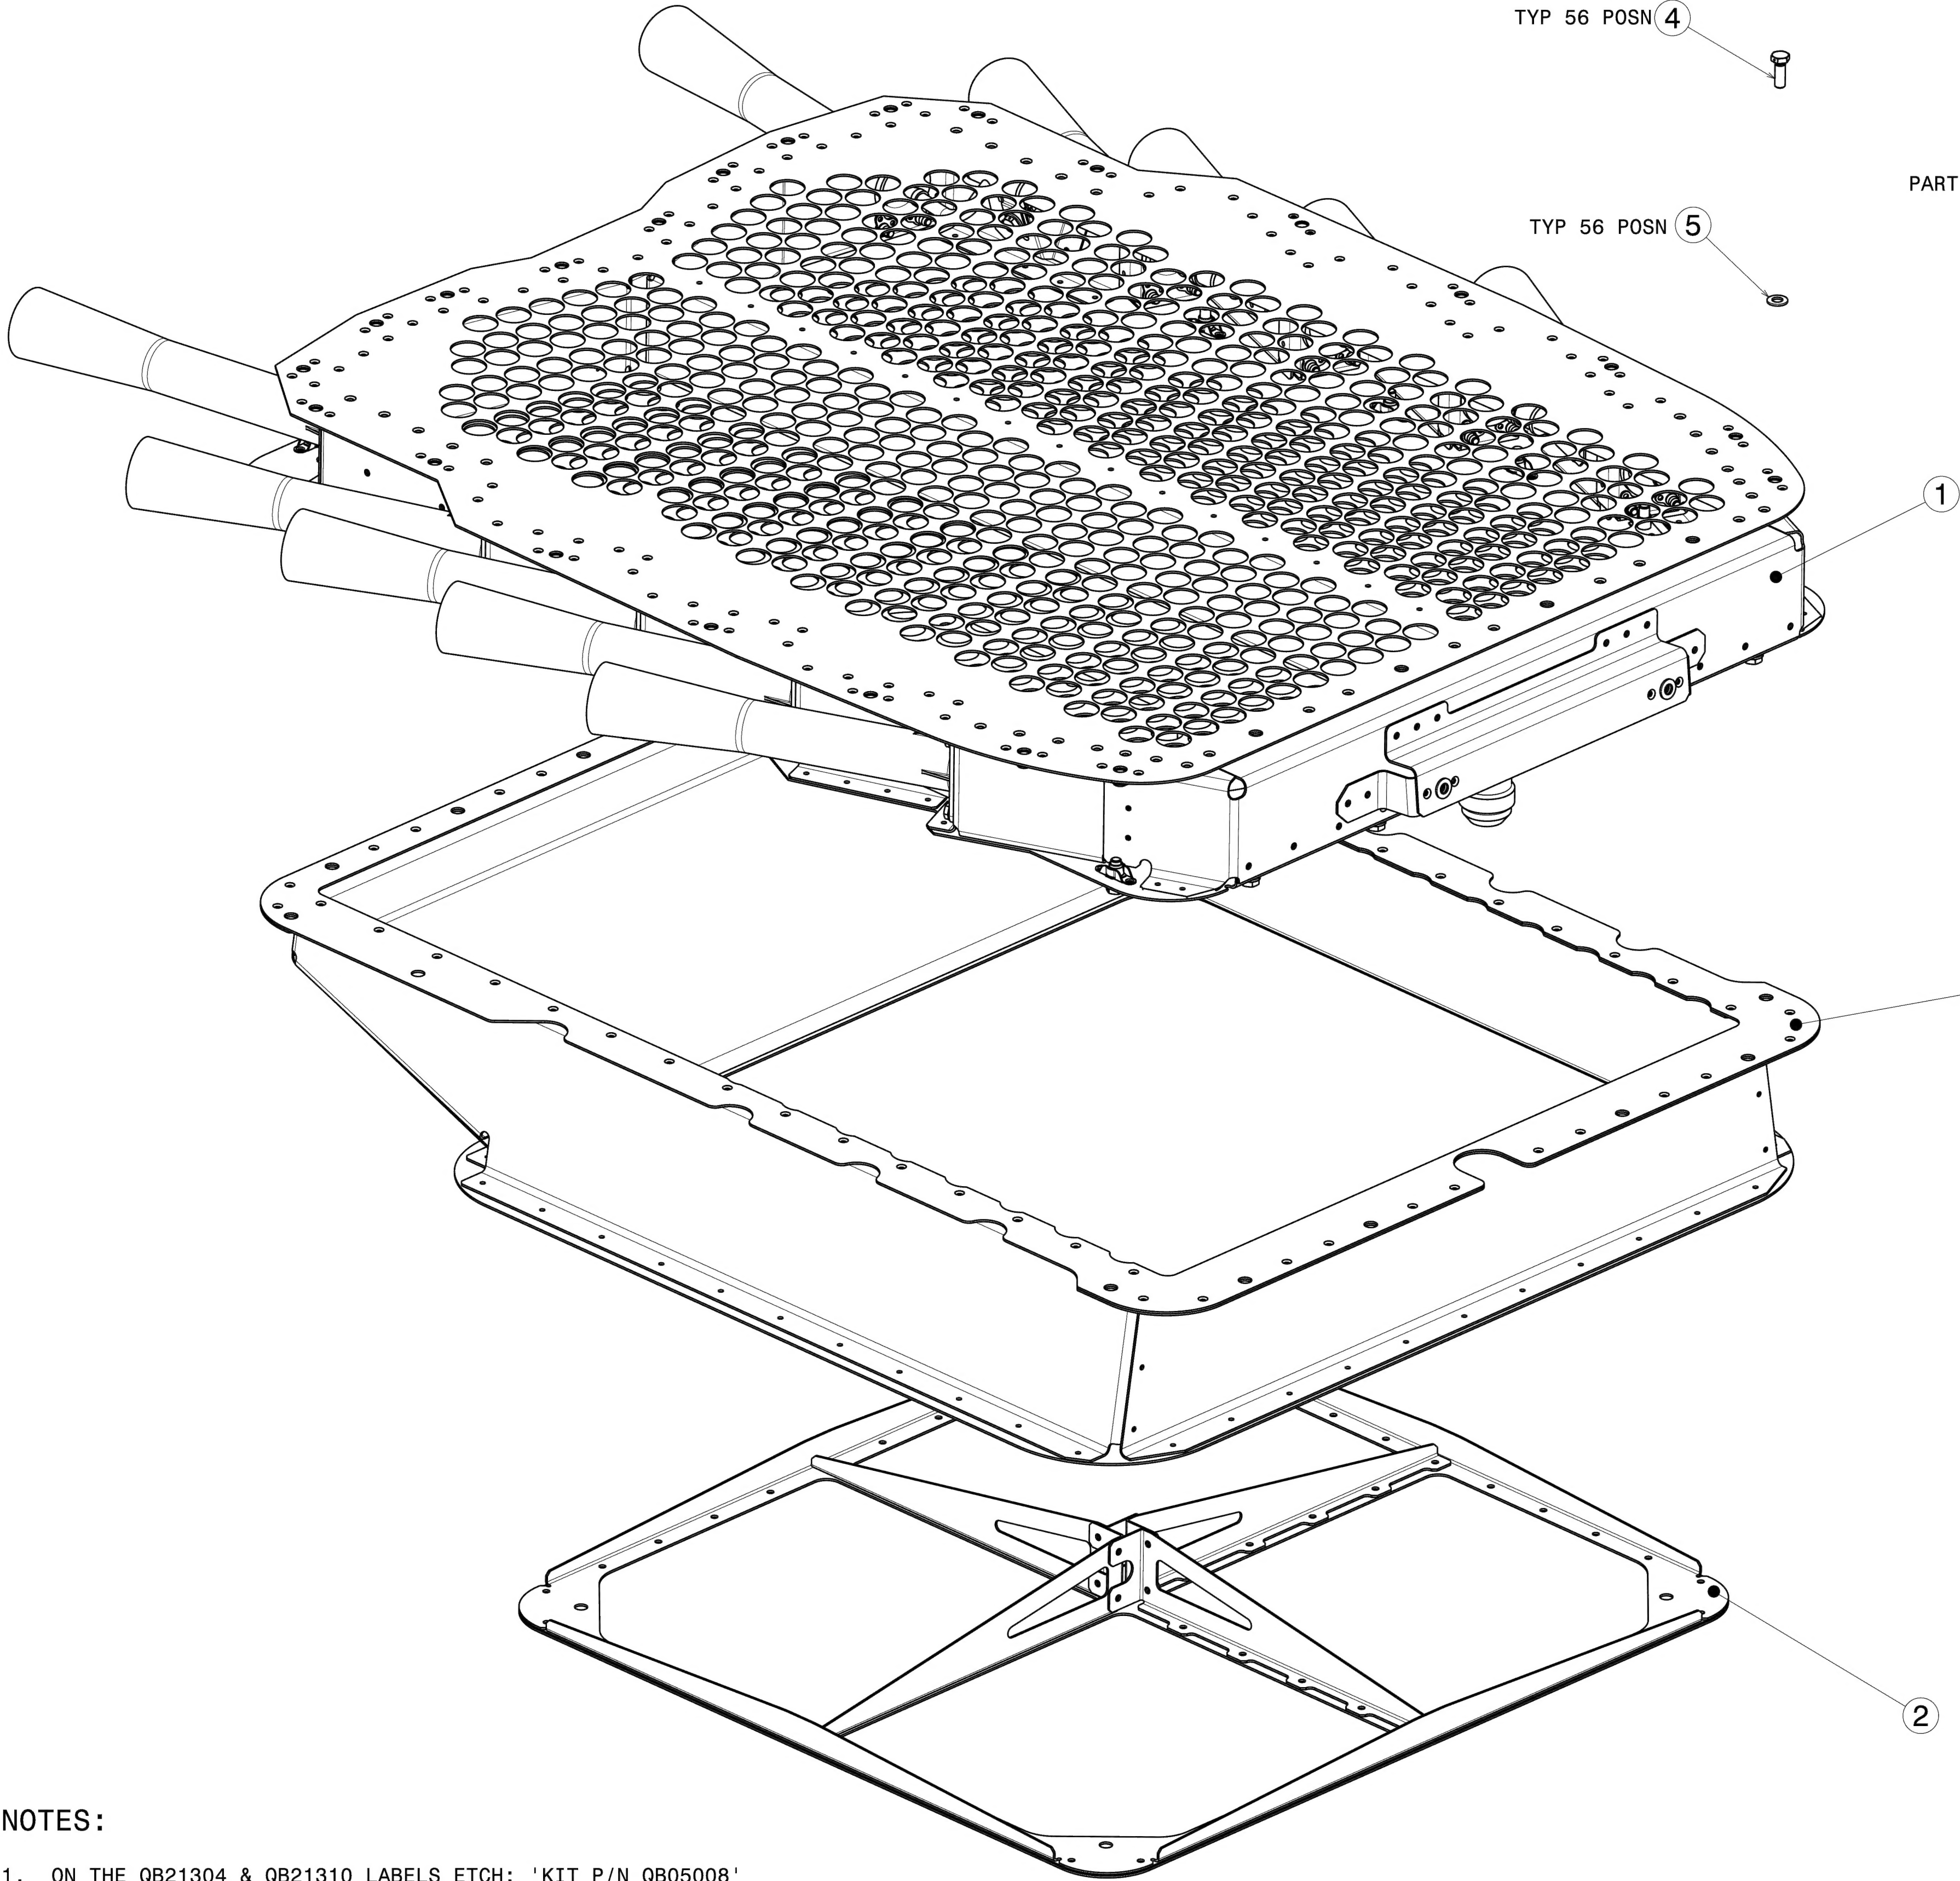 TYP 56 POSN 4
PART
TYP 56 POSN 5
1
2
NOTES:
1. ON THE QB21304 & QB21310 LABELS ETCH: 'KIT P/N QB05008'